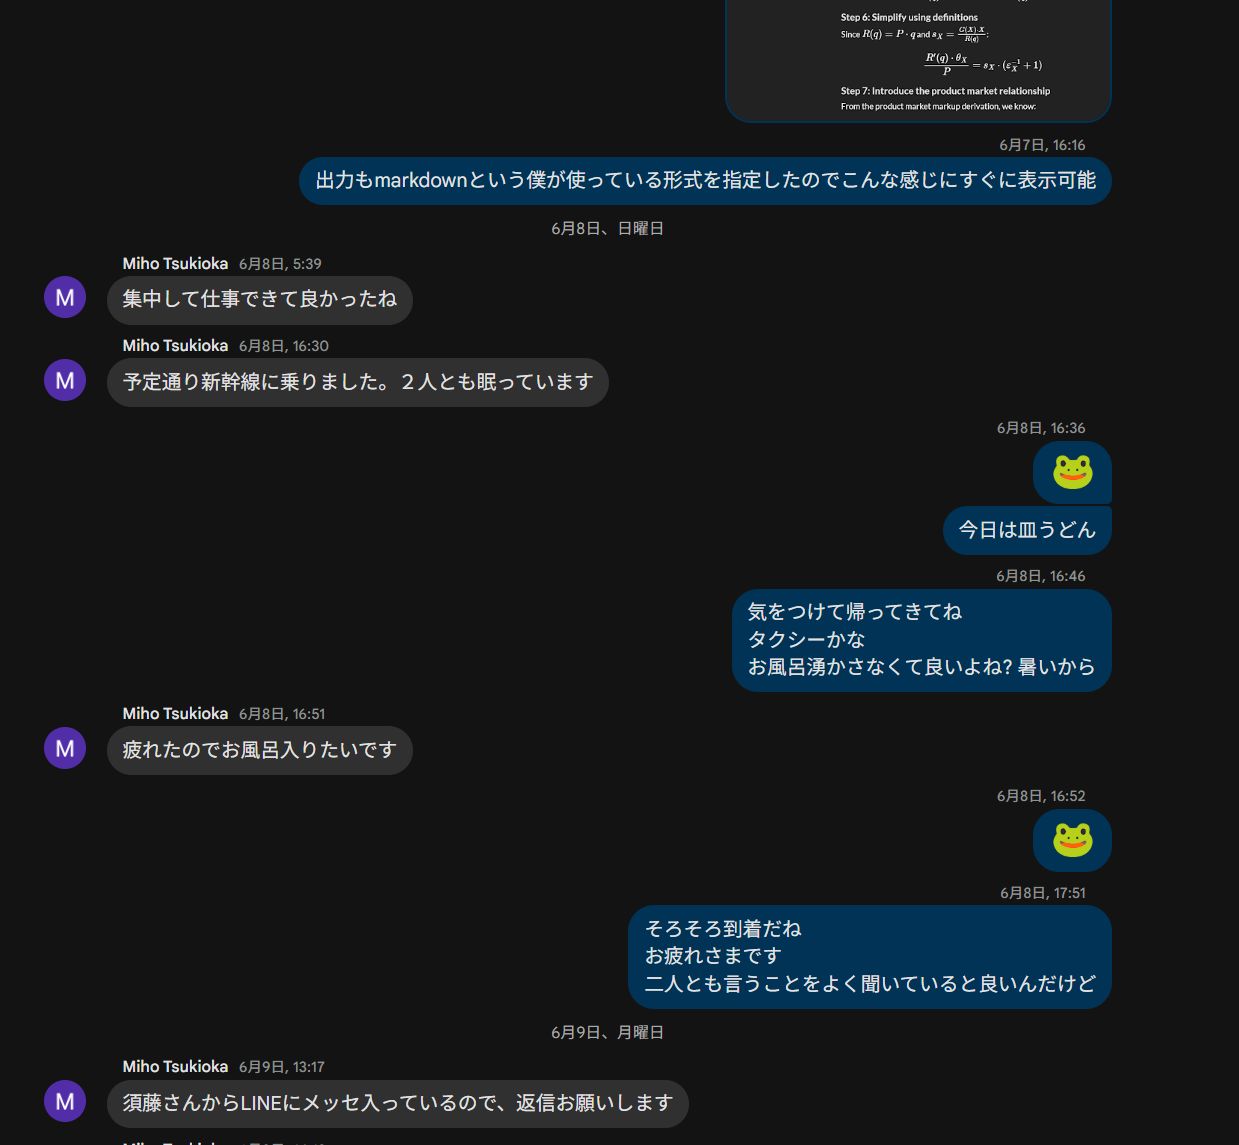 Step 6: Simplify using definitions
Since R(q) = P · q and s_X = C(X)·X / R(q):
R'(q) · θ_X / P = s_X · (ε_X^{-1} + 1)
Step 7: Introduce the product market relationship
From the product market markup derivation, we know:
6月7日, 16:16
出力もmarkdownという僕が使っている形式を指定したのでこんな感じにすぐに表示可能
6月8日、日曜日
Miho Tsukioka 6月8日, 5:39
M
集中して仕事できて良かったね
Miho Tsukioka 6月8日, 16:30
M
予定通り新幹線に乗りました。２人とも眠っています
6月8日, 16:36
今日は皿うどん
6月8日, 16:46
気をつけて帰ってきてね
タクシーかな
お風呂湧かさなくて良いよね? 暑いから
Miho Tsukioka 6月8日, 16:51
M
疲れたのでお風呂入りたいです
6月8日, 16:52
6月8日, 17:51
そろそろ到着だね
お疲れさまです
二人とも言うことをよく聞いていると良いんだけど
6月9日、月曜日
Miho Tsukioka 6月9日, 13:17
M
須藤さんからLINEにメッセ入っているので、返信お願いします